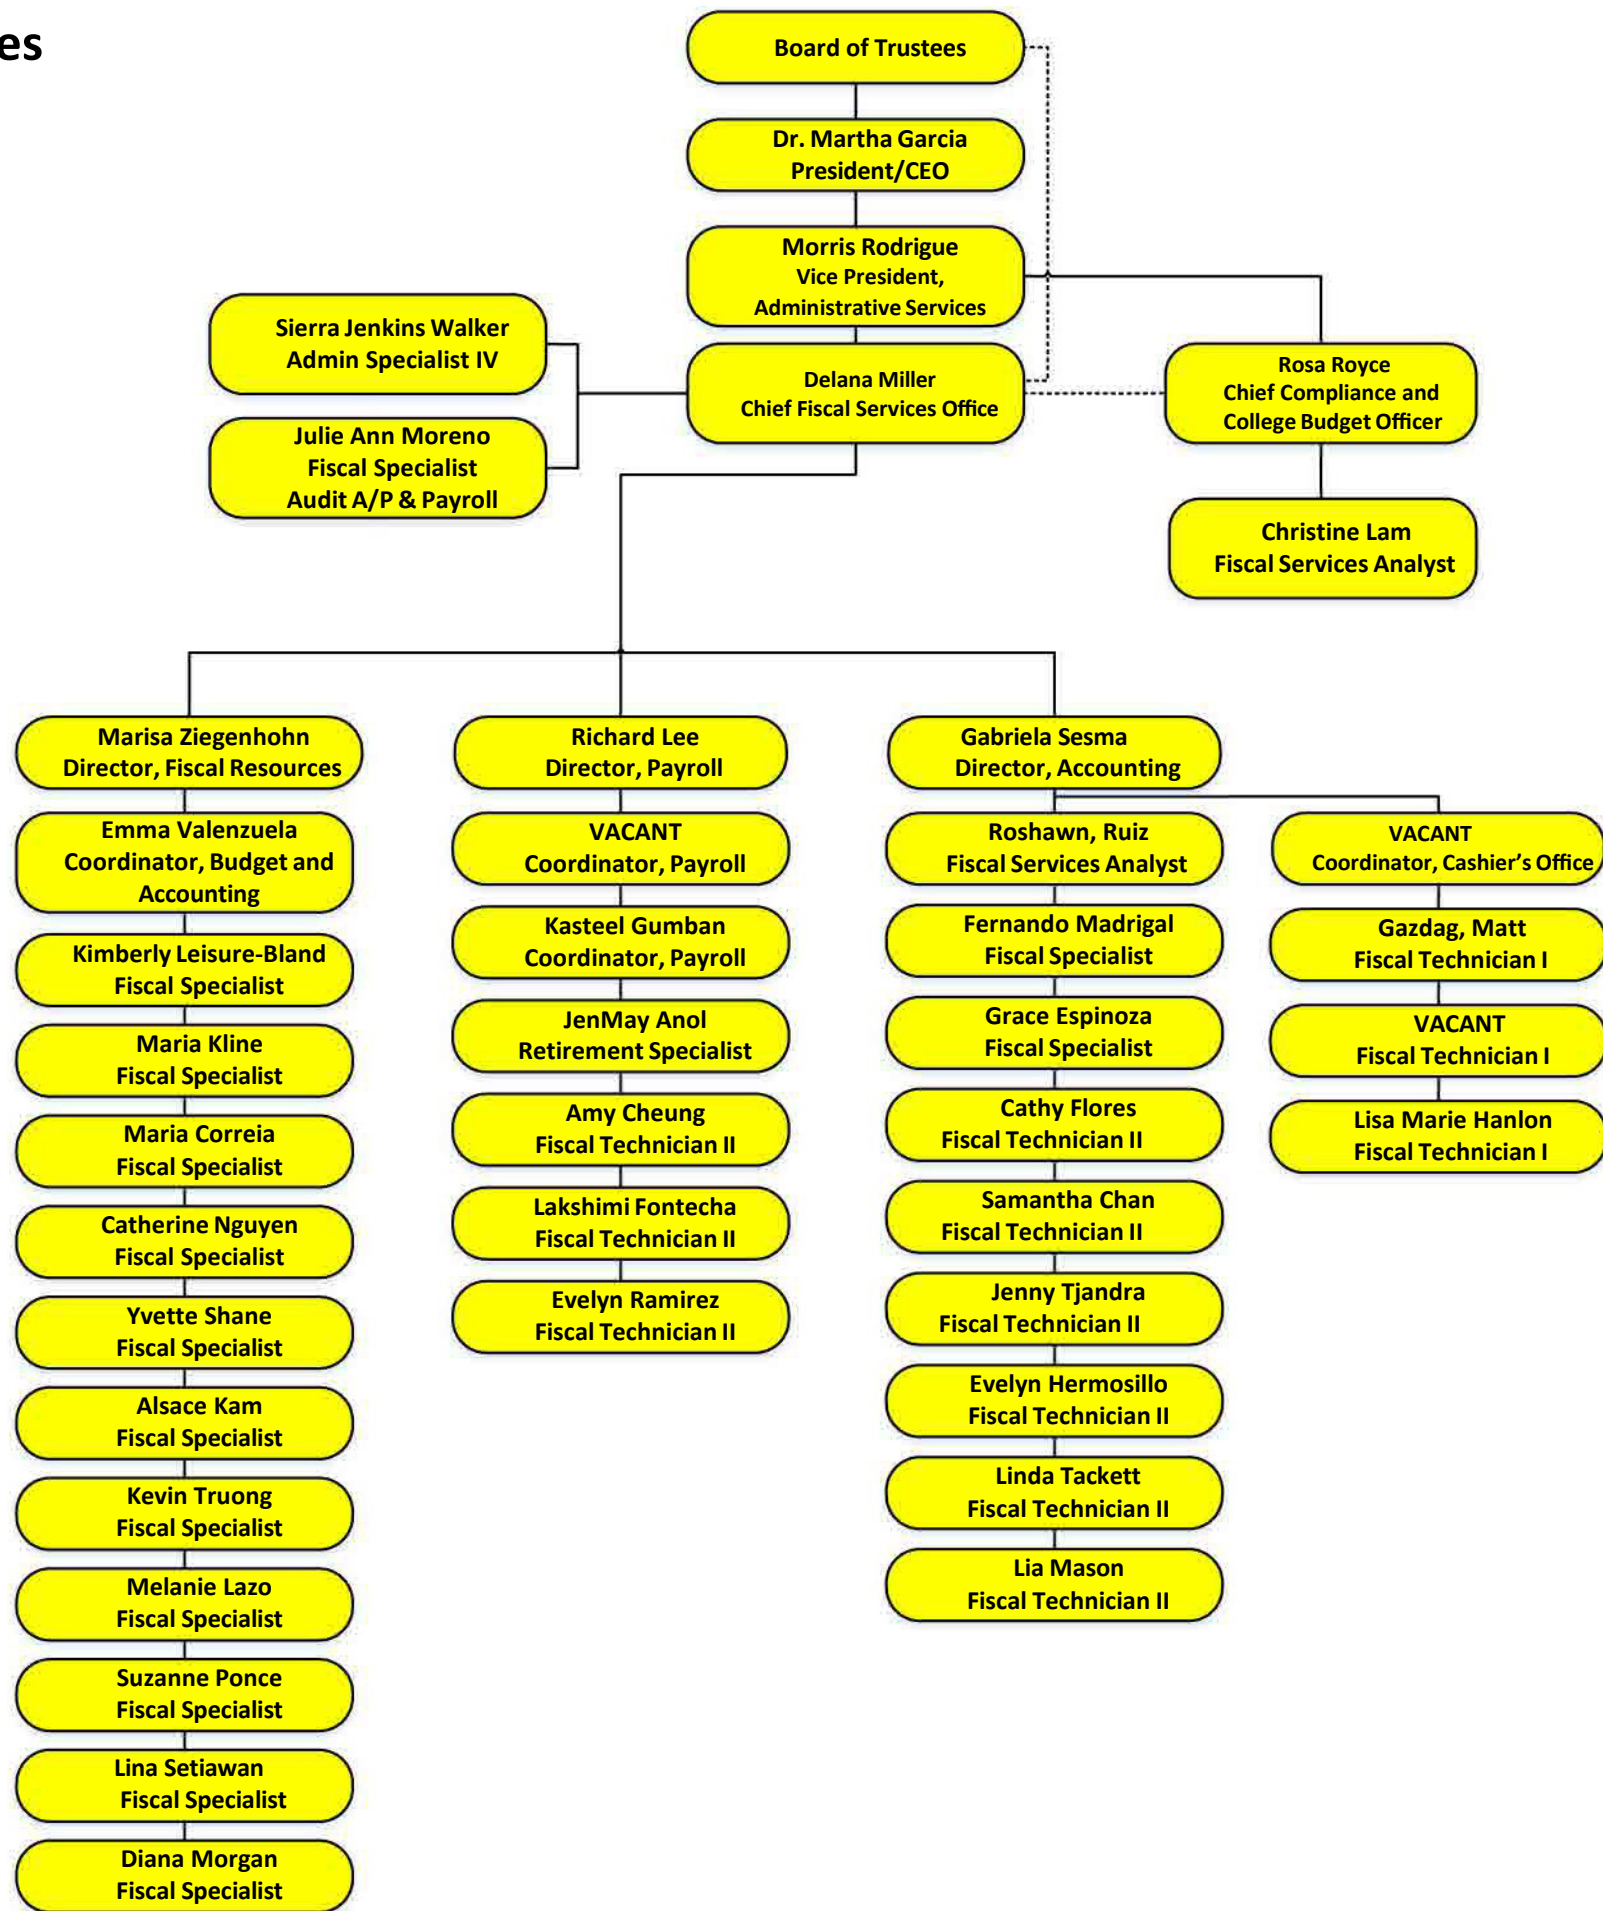 es
Board of Trustees
Dr. Martha Garcia
President/CEO
Morris Rodrigue
Vice President,
Administrative Services
Sierra Jenkins Walker
Admin Specialist IV
Delana Miller
Chief Fiscal Services Office
Rosa Royce
Chief Compliance and
College Budget Officer
Julie Ann Moreno
Fiscal Specialist
Audit A/P & Payroll
Christine Lam
Fiscal Services Analyst
Marisa Ziegenhohn
Director, Fiscal Resources
Emma Valenzuela
Coordinator, Budget and
Accounting
Kimberly Leisure-Bland
Fiscal Specialist
Maria Kline
Fiscal Specialist
Maria Correia
Fiscal Specialist
Catherine Nguyen
Fiscal Specialist
Yvette Shane
Fiscal Specialist
Alsace Kam
Fiscal Specialist
Kevin Truong
Fiscal Specialist
Melanie Lazo
Fiscal Specialist
Suzanne Ponce
Fiscal Specialist
Lina Setiawan
Fiscal Specialist
Diana Morgan
Fiscal Specialist
Richard Lee
Director, Payroll
VACANT
Coordinator, Payroll
Kasteel Gumban
Coordinator, Payroll
JenMay Anol
Retirement Specialist
Amy Cheung
Fiscal Technician II
Lakshimi Fontecha
Fiscal Technician II
Evelyn Ramirez
Fiscal Technician II
Gabriela Sesma
Director, Accounting
Roshawn, Ruiz
Fiscal Services Analyst
Fernando Madrigal
Fiscal Specialist
Grace Espinoza
Fiscal Specialist
Cathy Flores
Fiscal Technician II
Samantha Chan
Fiscal Technician II
Jenny Tjandra
Fiscal Technician II
Evelyn Hermosillo
Fiscal Technician II
Linda Tackett
Fiscal Technician II
Lia Mason
Fiscal Technician II
VACANT
Coordinator, Cashier’s Office
Gazdag, Matt
Fiscal Technician I
VACANT
Fiscal Technician I
Lisa Marie Hanlon
Fiscal Technician I